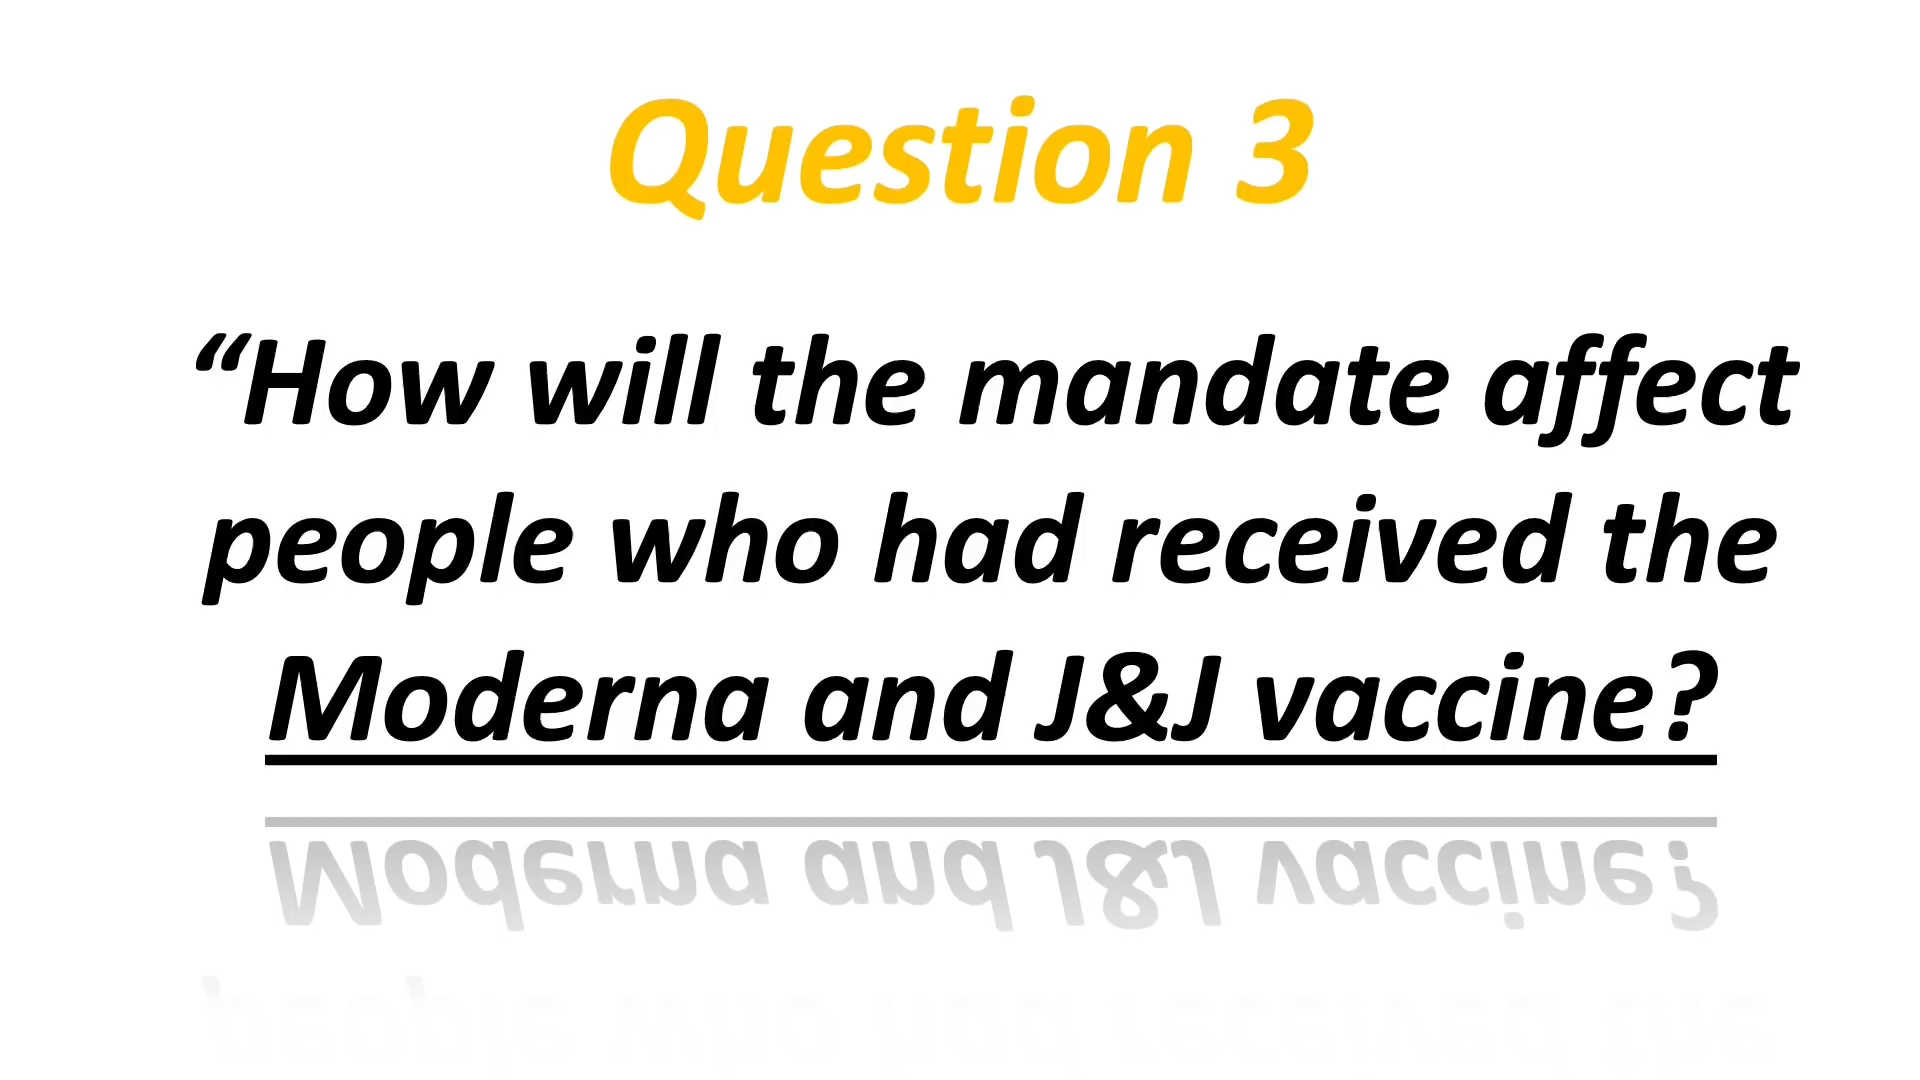 Question 3
“How will the mandate affect
people who had received the
Moderna and J&J vaccine?